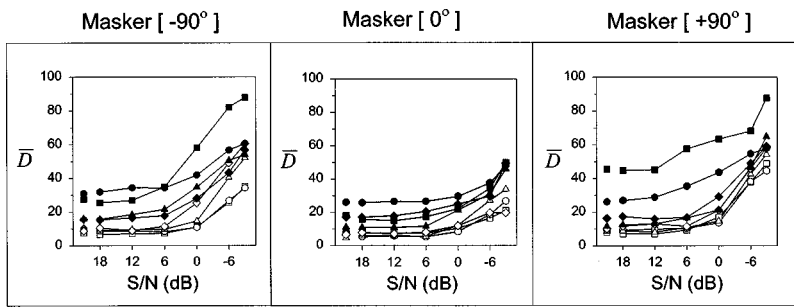 Masker [ -90° ] Masker [ 0° ] Masker [ +90° ]
100 100 100
80 80 80
60 60 60
D̅ D̅ D̅
40 40 40
20 20 20
0 0 0
18 12 6 0 -6 18 12 6 0 -6 18 12 6 0 -6
S/N (dB) S/N (dB) S/N (dB)